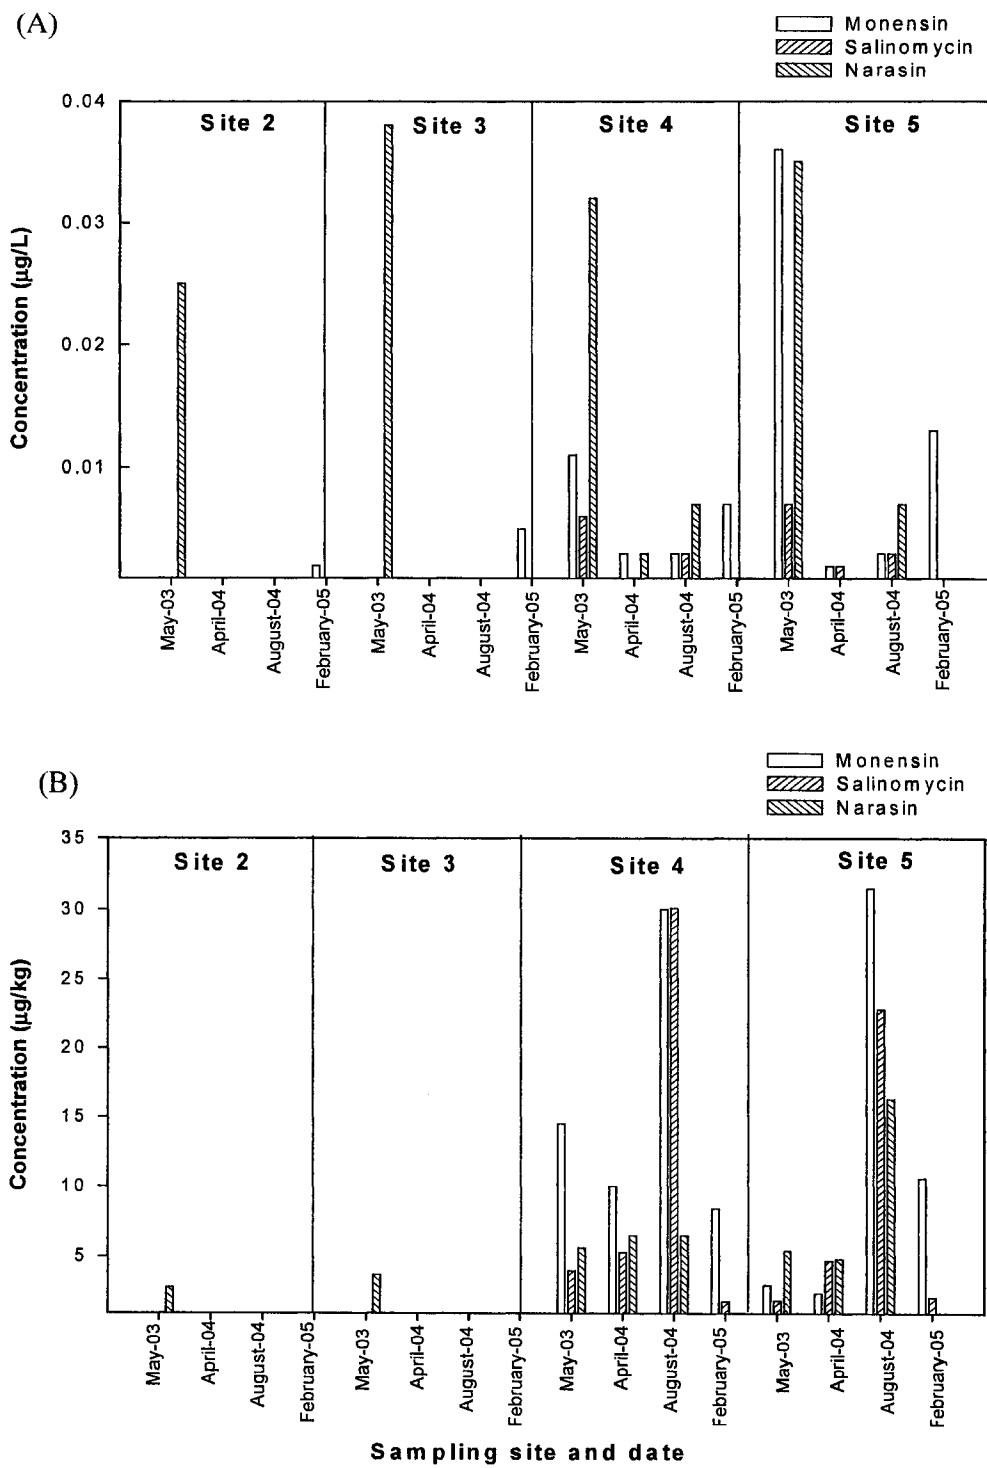 (A)
Monensin
Salinomycin
Narasin
0.04
0.03
0.02
0.01
Concentration (µg/L)
Site 2
Site 3
Site 4
Site 5
May-03
April-04
August-04
February-05
May-03
April-04
August-04
February-05
May-03
April-04
August-04
February-05
May-03
April-04
August-04
February-05
(B)
Monensin
Salinomycin
Narasin
35
30
25
20
15
10
5
Concentration (µg/kg)
Site 2
Site 3
Site 4
Site 5
May-03
April-04
August-04
February-05
May-03
April-04
August-04
February-05
May-03
April-04
August-04
February-05
May-03
April-04
August-04
February-05
Sampling site and date